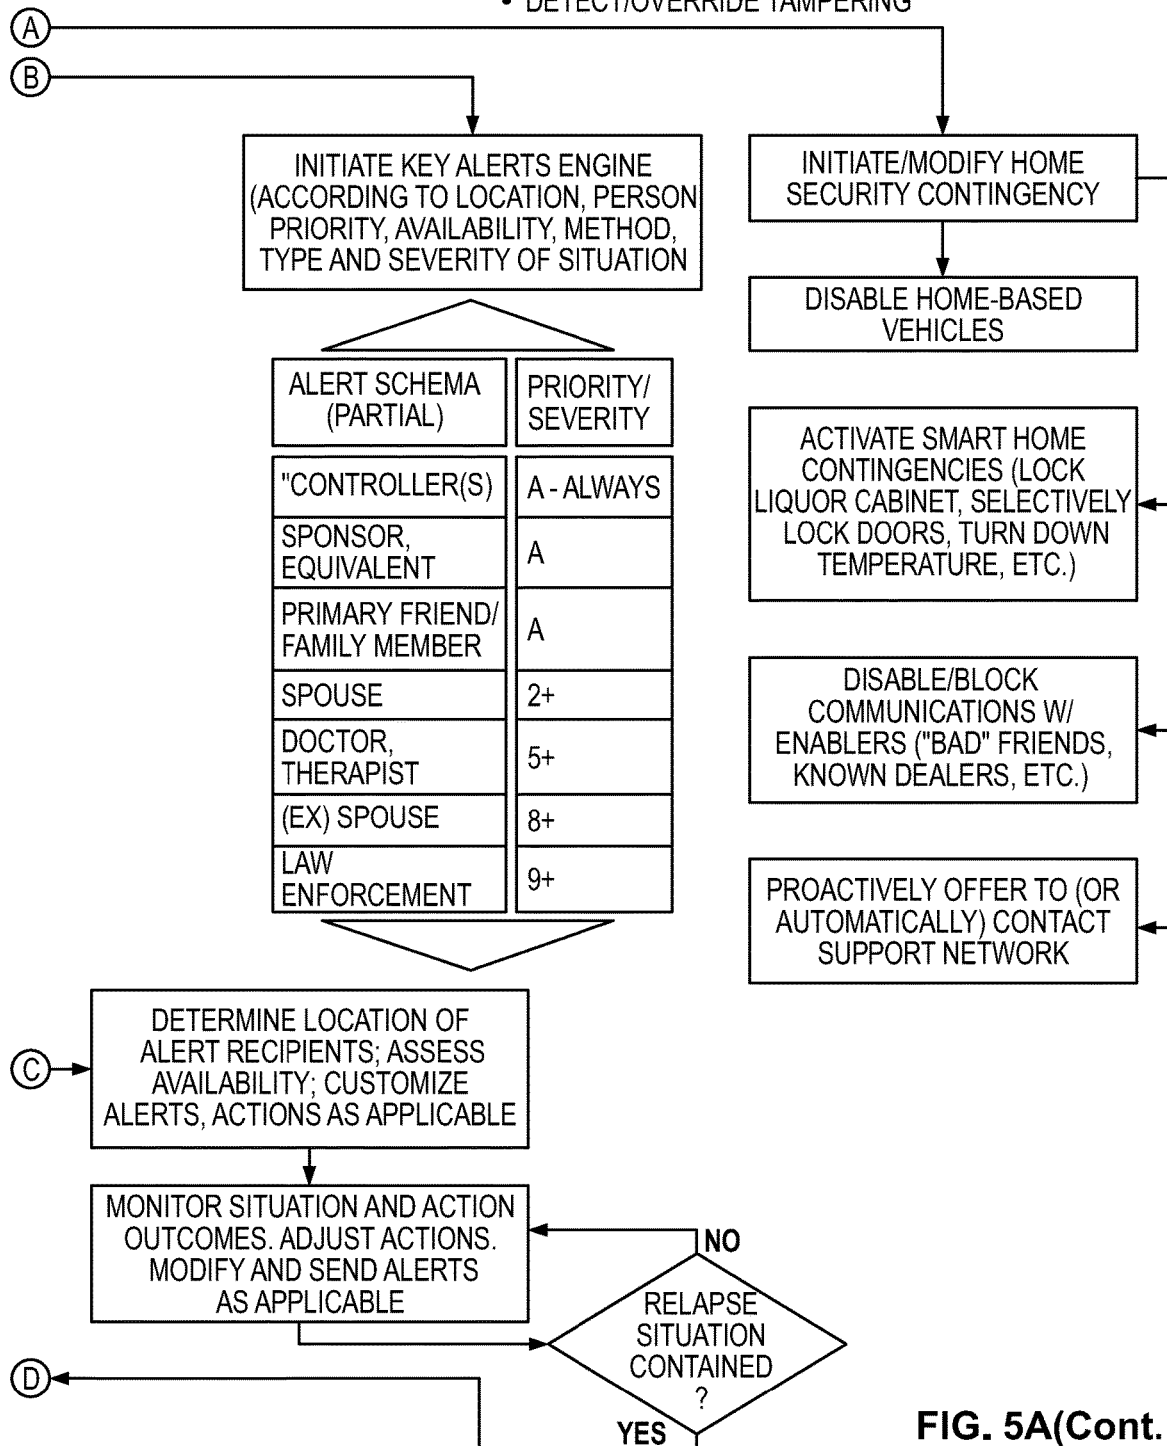 • DETECT/OVERRIDE TAMPERING
A
B
INITIATE KEY ALERTS ENGINE
(ACCORDING TO LOCATION, PERSON
PRIORITY, AVAILABILITY, METHOD,
TYPE AND SEVERITY OF SITUATION
INITIATE/MODIFY HOME
SECURITY CONTINGENCY
DISABLE HOME-BASED
VEHICLES
ALERT SCHEMA
(PARTIAL)
PRIORITY/
SEVERITY
"CONTROLLER(S)
A - ALWAYS
SPONSOR,
EQUIVALENT
A
PRIMARY FRIEND/
FAMILY MEMBER
A
SPOUSE
2+
DOCTOR,
THERAPIST
5+
(EX) SPOUSE
8+
LAW
ENFORCEMENT
9+
ACTIVATE SMART HOME
CONTINGENCIES (LOCK
LIQUOR CABINET, SELECTIVELY
LOCK DOORS, TURN DOWN
TEMPERATURE, ETC.)
DISABLE/BLOCK
COMMUNICATIONS W/
ENABLERS ("BAD" FRIENDS,
KNOWN DEALERS, ETC.)
PROACTIVELY OFFER TO (OR
AUTOMATICALLY) CONTACT
SUPPORT NETWORK
C
DETERMINE LOCATION OF
ALERT RECIPIENTS; ASSESS
AVAILABILITY; CUSTOMIZE
ALERTS, ACTIONS AS APPLICABLE
MONITOR SITUATION AND ACTION
OUTCOMES. ADJUST ACTIONS.
MODIFY AND SEND ALERTS
AS APPLICABLE
NO
RELAPSE
SITUATION
CONTAINED
?
YES
D
FIG. 5A(Cont.